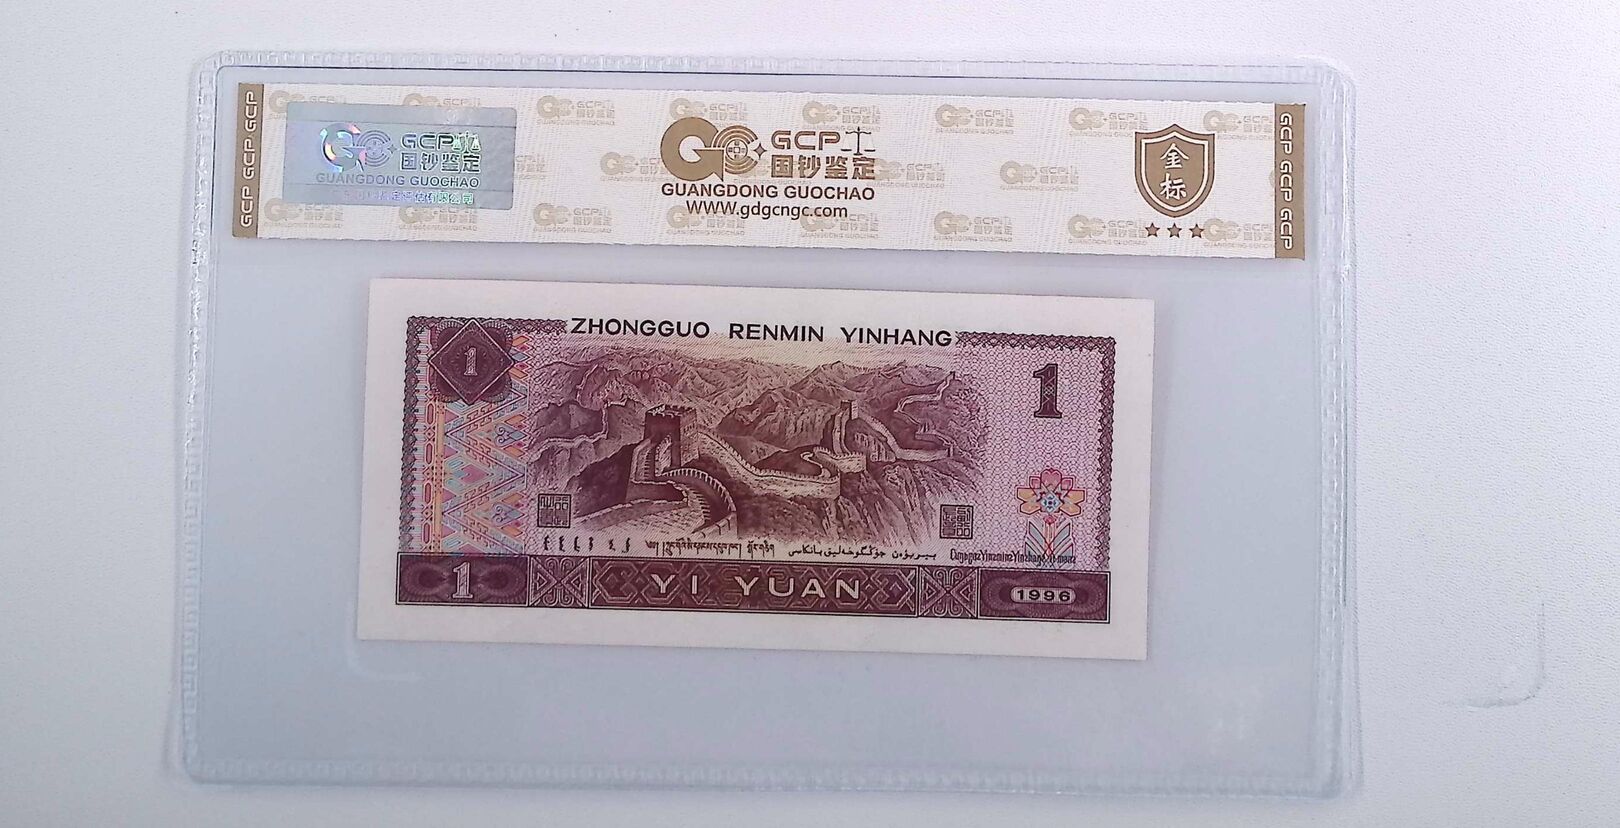 GCP GCP GCP
GCP
国钞鉴定
GUANGDONG GUOCHAO
GCP
国钞鉴定
GUANGDONG GUOCHAO
www.gdgcngc.com
金标
GCP GCP GCP
ZHONGGUO RENMIN YINHANG
1
1
1
YI YUAN
1996